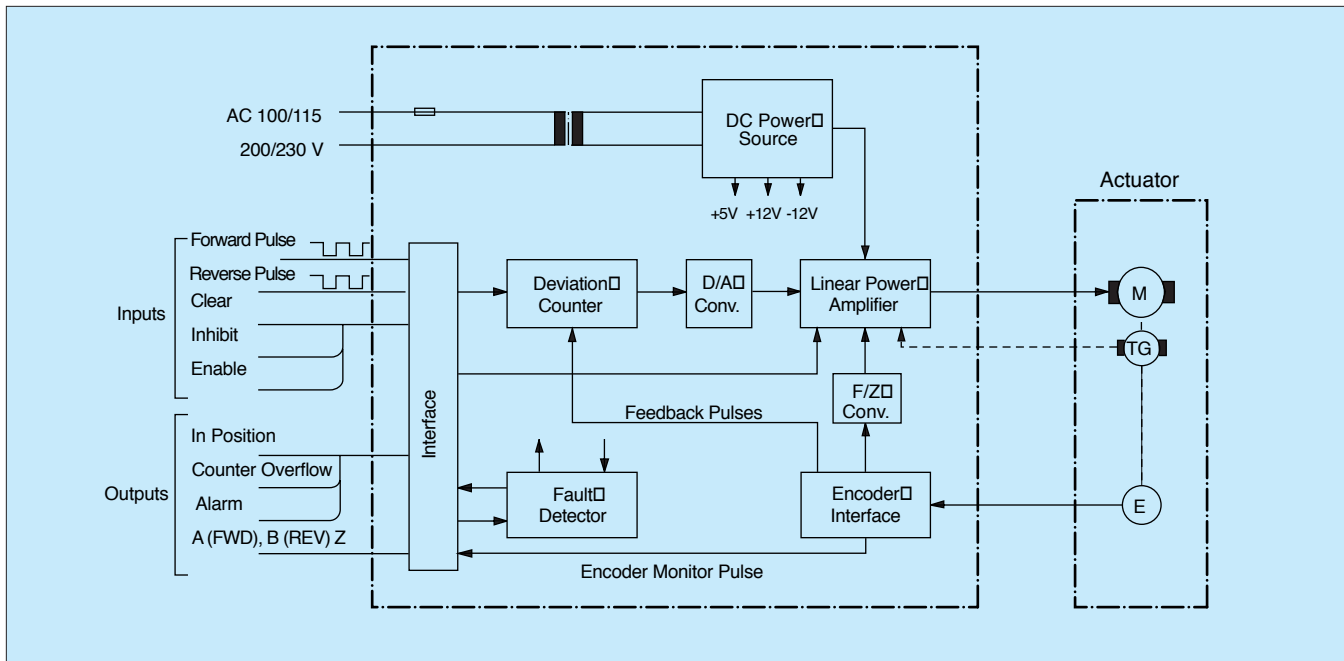 AC 100/115
200/230 V
DC Power
Source
+5V +12V -12V
Actuator
Inputs
Forward Pulse
Reverse Pulse
Clear
Inhibit
Enable
Interface
Deviation
Counter
D/A
Conv.
Linear Power
Amplifier
M
TG
F/Z
Conv.
Feedback Pulses
Outputs
In Position
Counter Overflow
Alarm
A (FWD), B (REV) Z
Fault
Detector
Encoder
Interface
E
Encoder Monitor Pulse